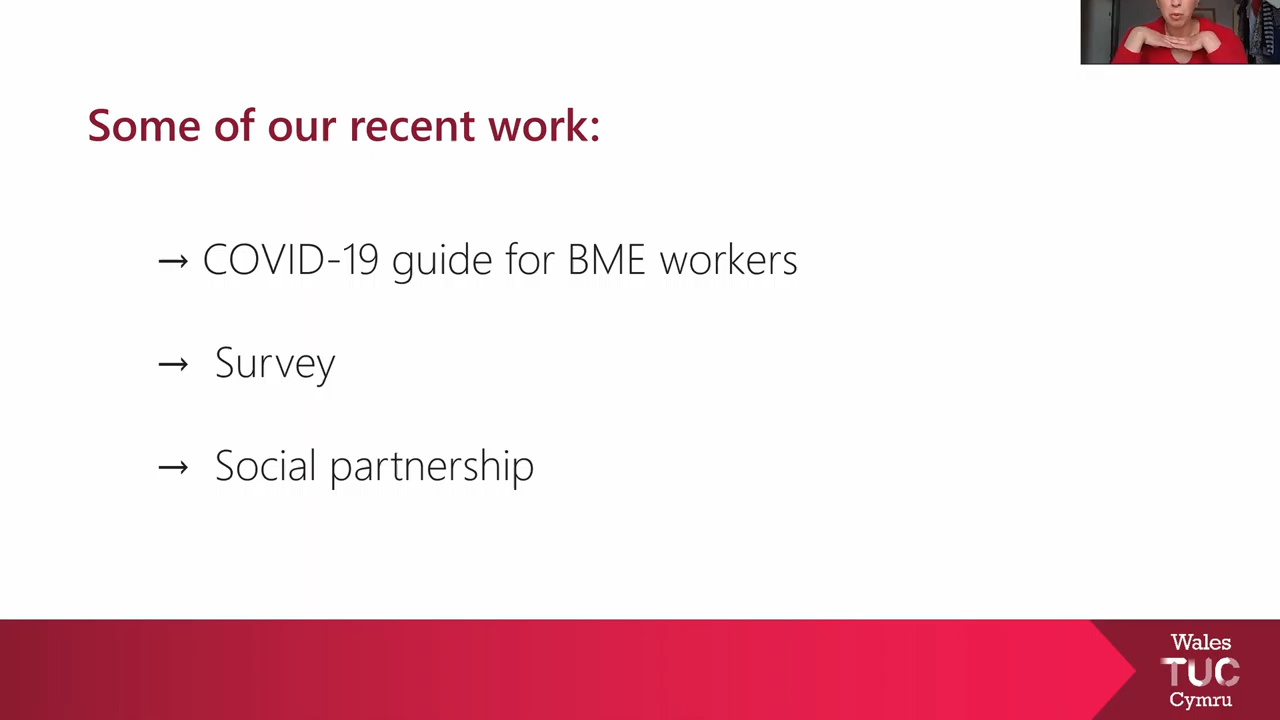 Some of our recent work:
→ COVID-19 guide for BME workers
→ Survey
→ Social partnership
Wales
TUC
Cymru